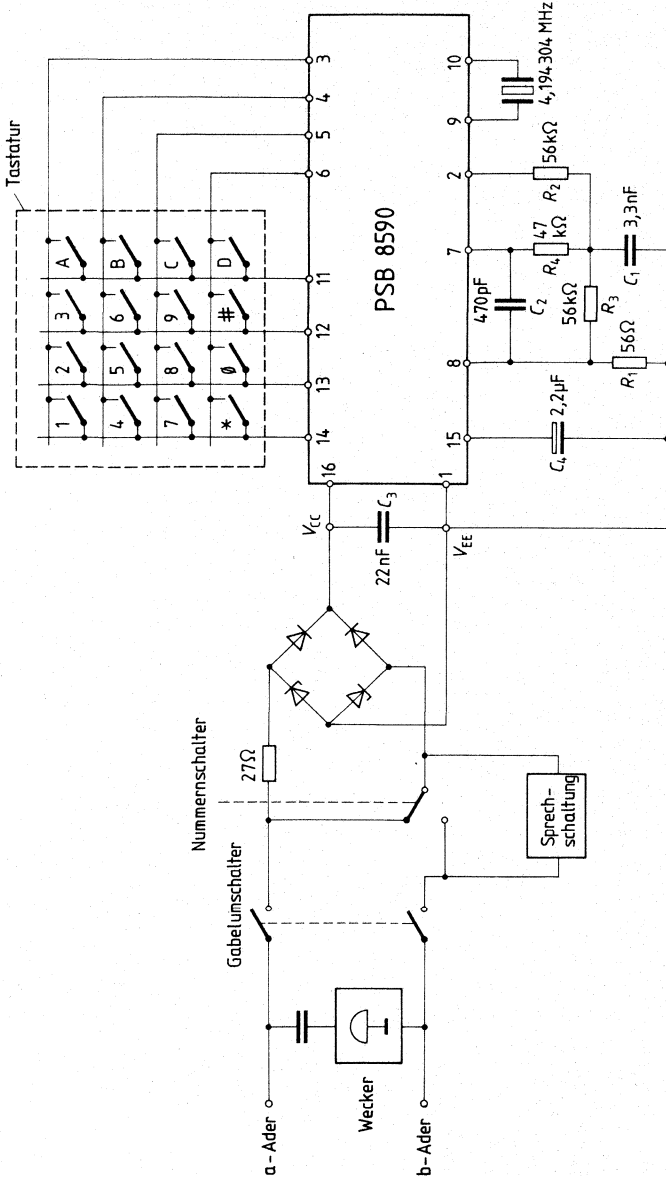 Tastatur
1
2
3
A
4
5
6
B
7
8
9
C
*
0
#
D
14
13
12
11
6
5
4
3
PSB 8590
16
1
15
8
7
2
9
10
V_CC
V_EE
22nF
C₃
C₄
2,2µF
R₁
56Ω
470pF
C₂
47
kΩ
R₄
56kΩ
R₃
R₂
56kΩ
C₁
3,3nF
4,194304 MHz
Nummernschalter
27Ω
Gabelumschalter
Sprech-
schaltung
a-Ader
Wecker
b-Ader